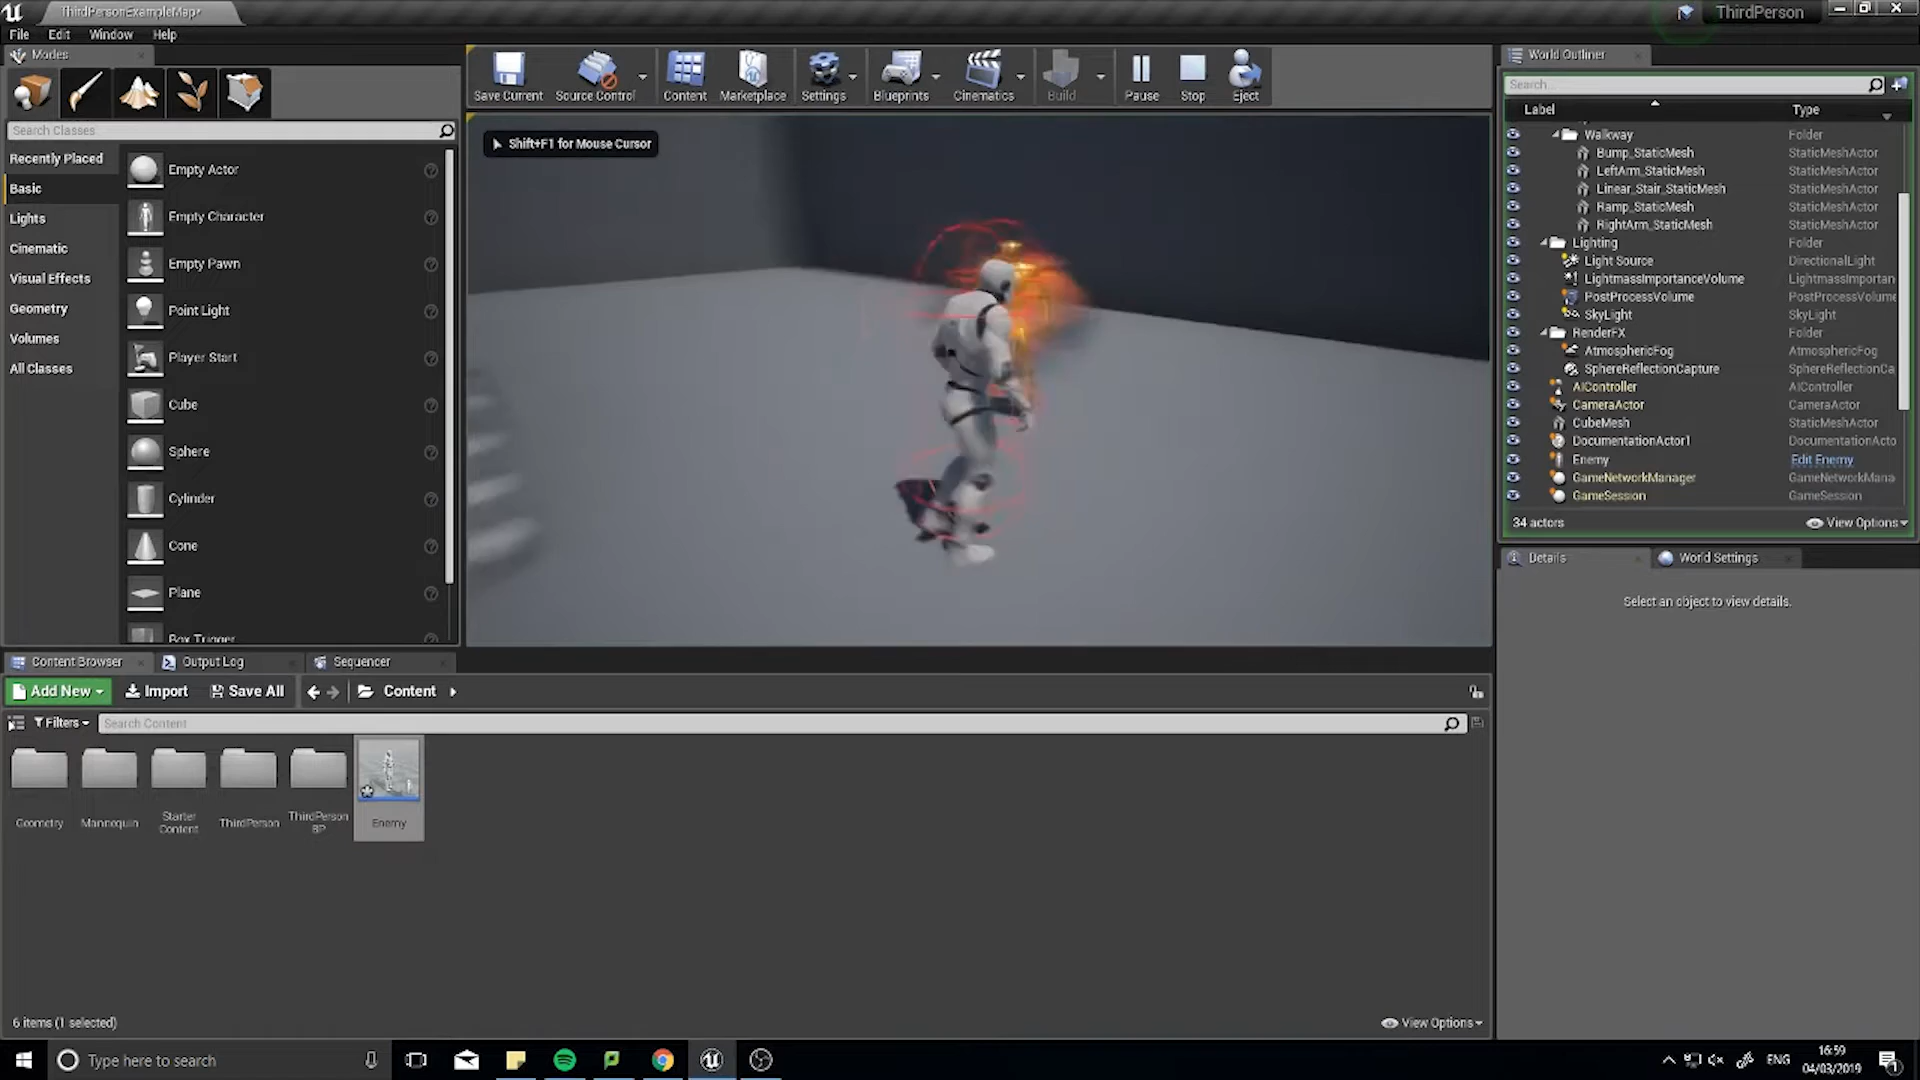 ThirdPersonExampleMap*
ThirdPerson
File Edit Window Help
Modes
Search Classes
Recently Placed
Basic
Lights
Cinematic
Visual Effects
Geometry
Volumes
All Classes
Empty Actor
Empty Character
Empty Pawn
Point Light
Player Start
Cube
Sphere
Cylinder
Cone
Plane
Box Trigger
Save Current Source Control Content Marketplace Settings Blueprints Cinematics Build Pause Stop Eject
Shift+F1 for Mouse Cursor
World Outliner
Search...
Label Type
Walkway Folder
Bump_StaticMesh StaticMeshActor
LeftArm_StaticMesh StaticMeshActor
Linear_Stair_StaticMesh StaticMeshActor
Ramp_StaticMesh StaticMeshActor
RightArm_StaticMesh StaticMeshActor
Lighting Folder
Light Source DirectionalLight
LightmassImportanceVolume LightmassImportan
PostProcessVolume PostProcessVolume
SkyLight SkyLight
RenderFX Folder
AtmosphericFog AtmosphericFog
SphereReflectionCapture SphereReflectionCa
AIController AIController
CameraActor CameraActor
CubeMesh StaticMeshActor
DocumentationActor1 DocumentationActo
Enemy Edit Enemy
GameNetworkManager GameNetworkMana
GameSession GameSession
34 actors View Options
Details World Settings
Select an object to view details.
Content Browser Output Log Sequencer
Add New Import Save All Content
Filters Search Content
Geometry
Mannequin
Starter
Content
ThirdPerson
ThirdPerson
BP
Enemy
6 items (1 selected) View Options
Type here to search
ENG
16:59
04/03/2019